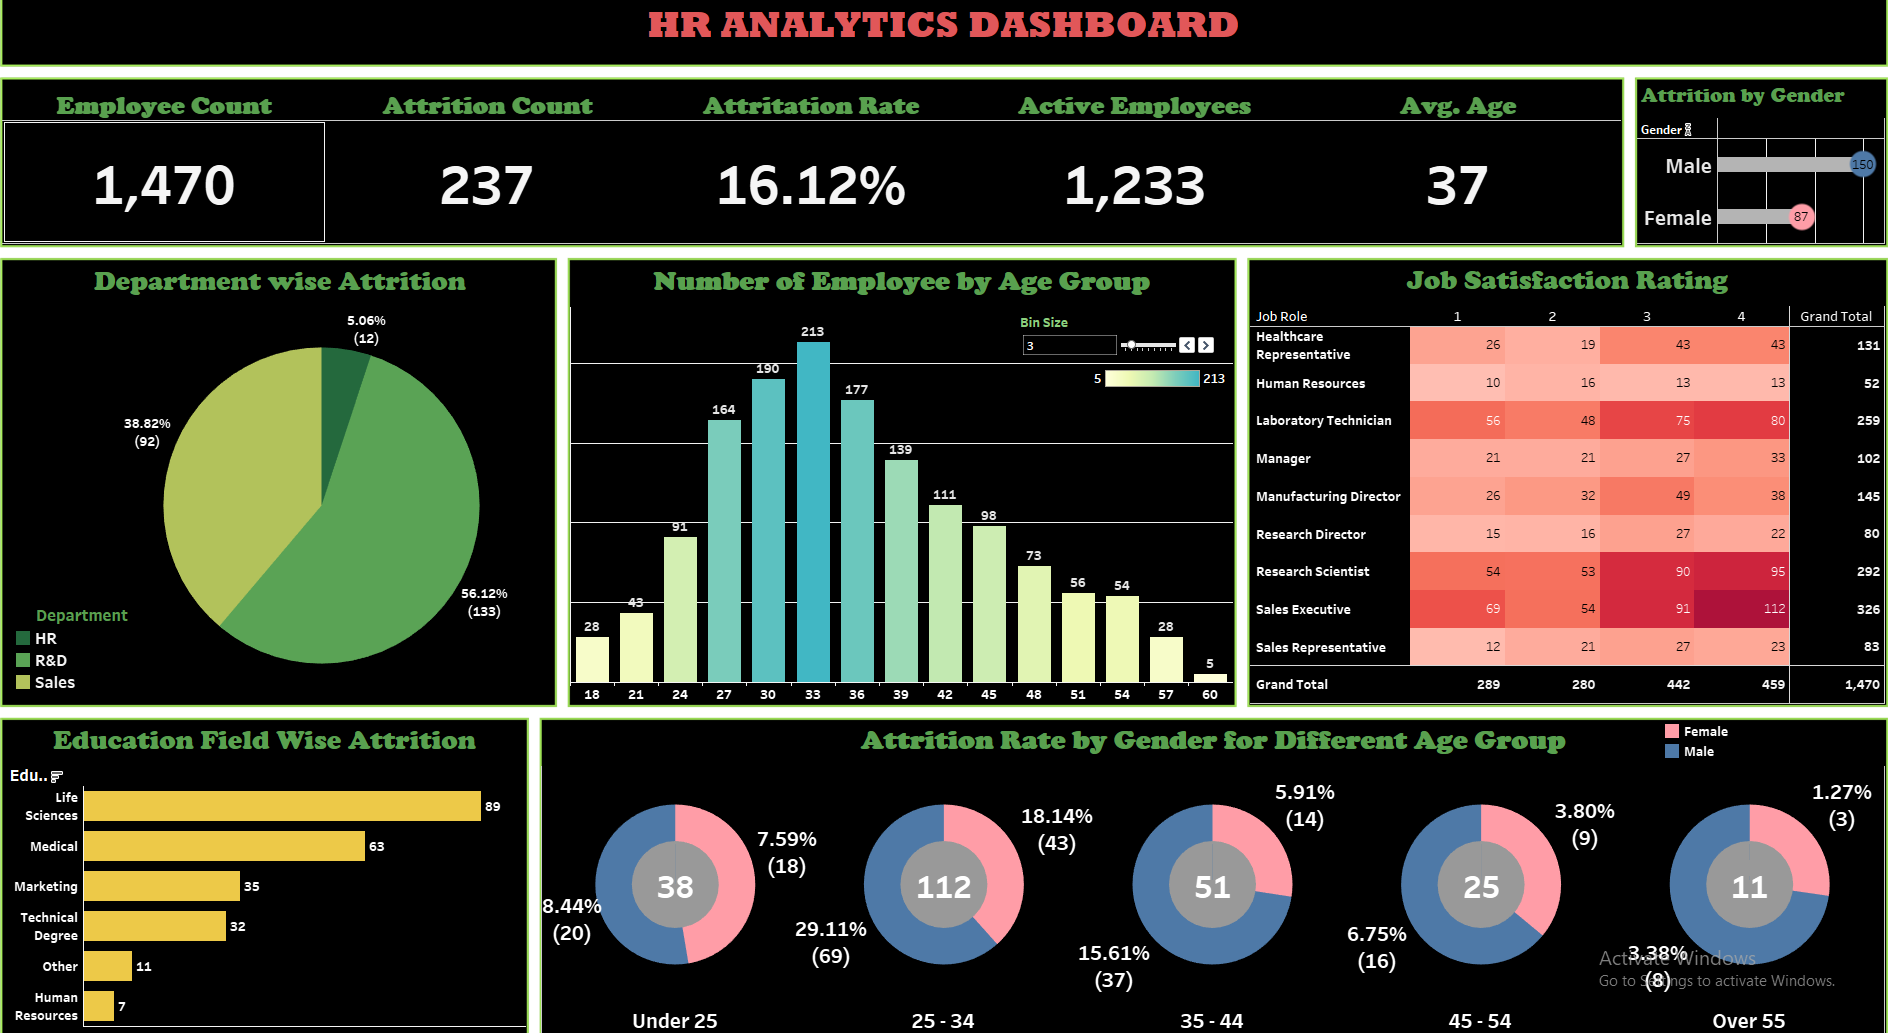 HR ANALYTICS DASHBOARD
Employee Count
Attrition Count
Attritation Rate
Active Employees
Avg. Age
1,470
237
16.12%
1,233
37
Attrition by Gender
Gender
Male
150
Female
87
Department wise Attrition
5.06%
(12)
38.82%
(92)
56.12%
(133)
Department
HR
R&D
Sales
Number of Employee by Age Group
Bin Size
3
5
213
28
43
91
164
190
213
177
139
111
98
73
56
54
28
5
18 21 24 27 30 33 36 39 42 45 48 51 54 57 60
Job Satisfaction Rating
Job Role 1 2 3 4 Grand Total
Healthcare
Representative 26 19 43 43 131
Human Resources 10 16 13 13 52
Laboratory Technician 56 48 75 80 259
Manager 21 21 27 33 102
Manufacturing Director 26 32 49 38 145
Research Director 15 16 27 22 80
Research Scientist 54 53 90 95 292
Sales Executive 69 54 91 112 326
Sales Representative 12 21 27 23 83
Grand Total 289 280 442 459 1,470
Education Field Wise Attrition
Edu..
Life
Sciences 89
Medical 63
Marketing 35
Technical
Degree 32
Other 11
Human
Resources 7
Attrition Rate by Gender for Different Age Group
Female
Male
7.59%
(18)
38
8.44%
(20)
Under 25
18.14%
(43)
112
29.11%
(69)
25 - 34
5.91%
(14)
51
15.61%
(37)
35 - 44
3.80%
(9)
25
6.75%
(16)
45 - 54
1.27%
(3)
11
3.38%
(8)
Over 55
Activate Windows
Go to Settings to activate Windows.